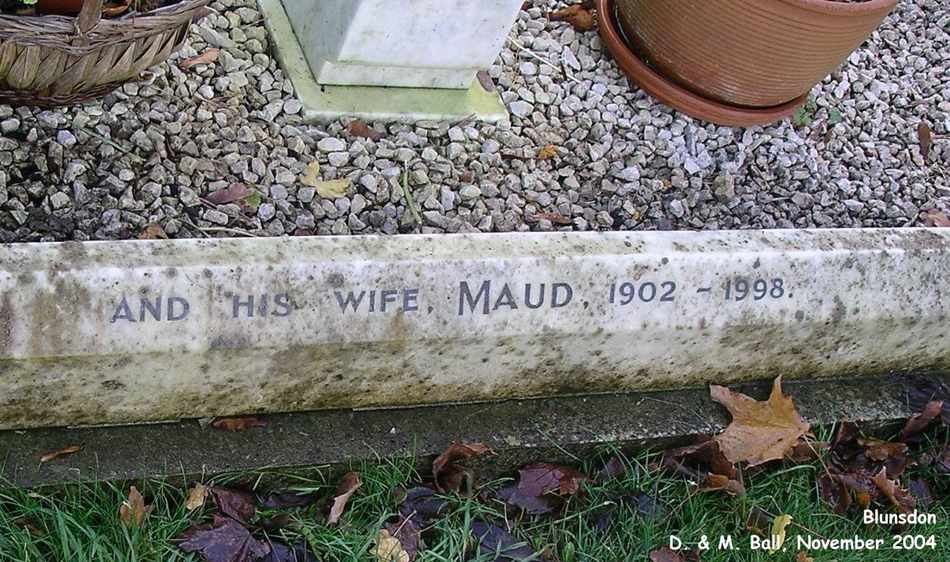 AND HIS WIFE, MAUD, 1902 - 1998.
Blunsdon
D. & M. Ball, November 2004